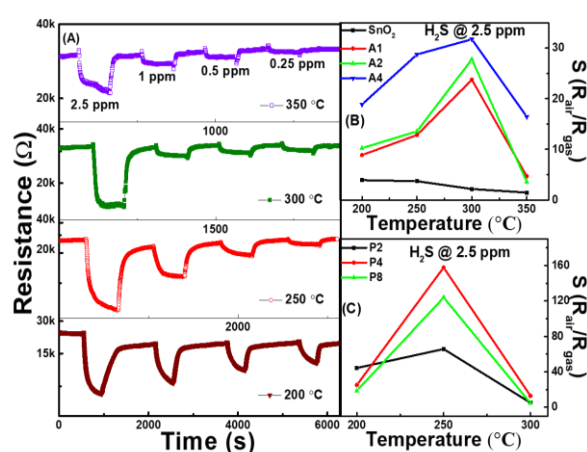 40k
(A)
20k
2.5 ppm
1 ppm
0.5 ppm
0.25 ppm
350 °C
1000
40k
20k
300 °C
1500
40k
20k
250 °C
2000
30k
15k
200 °C
0 2000 4000 6000
Time (s)
Resistance (Ω)
SnO2
A1
A2
A4
H2S @ 2.5 ppm
(B)
30
20
10
0
S (Rair/Rgas)
200 250 300 350
Temperature (°C)
P2
P4
P8
H2S @ 2.5 ppm
(C)
160
120
80
40
0
S (Rair/Rgas)
200 250 300
Temperature (°C)